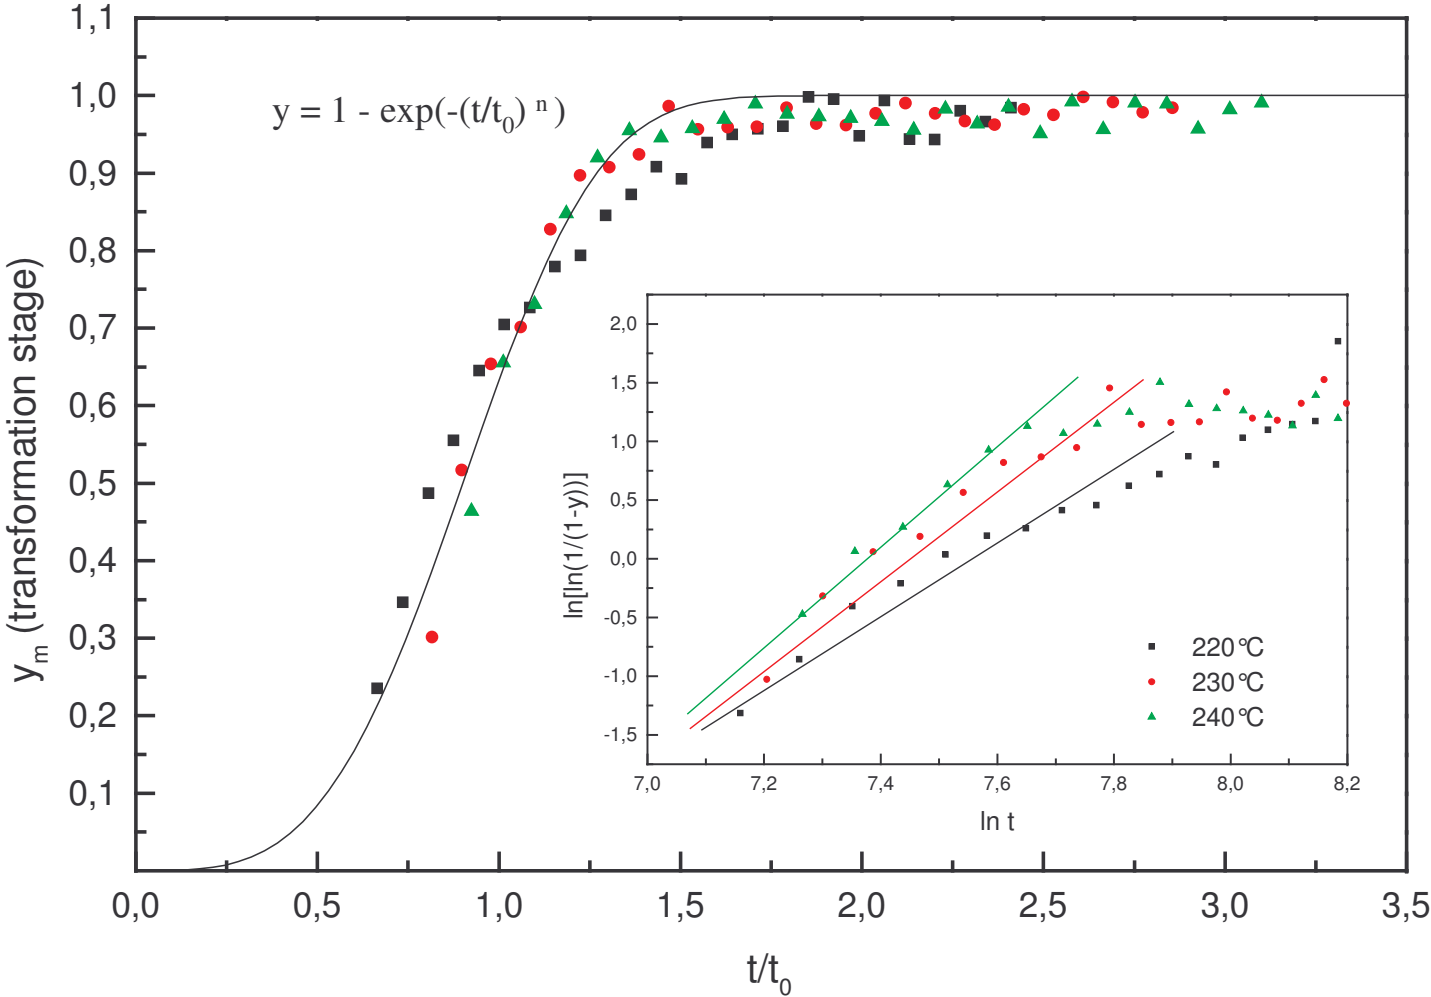 1,1
1,0
0,9
0,8
0,7
0,6
0,5
0,4
0,3
0,2
0,1
y_m (transformation stage)
y = 1 - exp(-(t/t_0)^n)
2,0
1,5
1,0
0,5
0,0
-0,5
-1,0
-1,5
ln[ln(1/(1-y))]
220°C
230°C
240°C
7,0 7,2 7,4 7,6 7,8 8,0 8,2
ln t
0,0 0,5 1,0 1,5 2,0 2,5 3,0 3,5
t/t_0